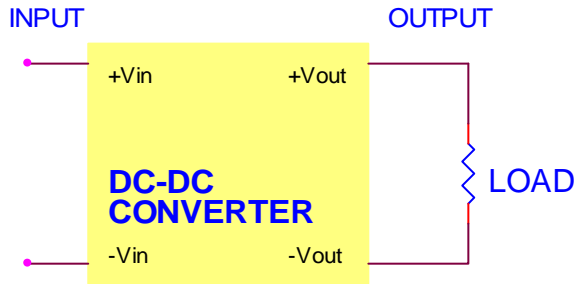 INPUT
OUTPUT
+Vin
+Vout
DC-DC
CONVERTER
LOAD
-Vin
-Vout